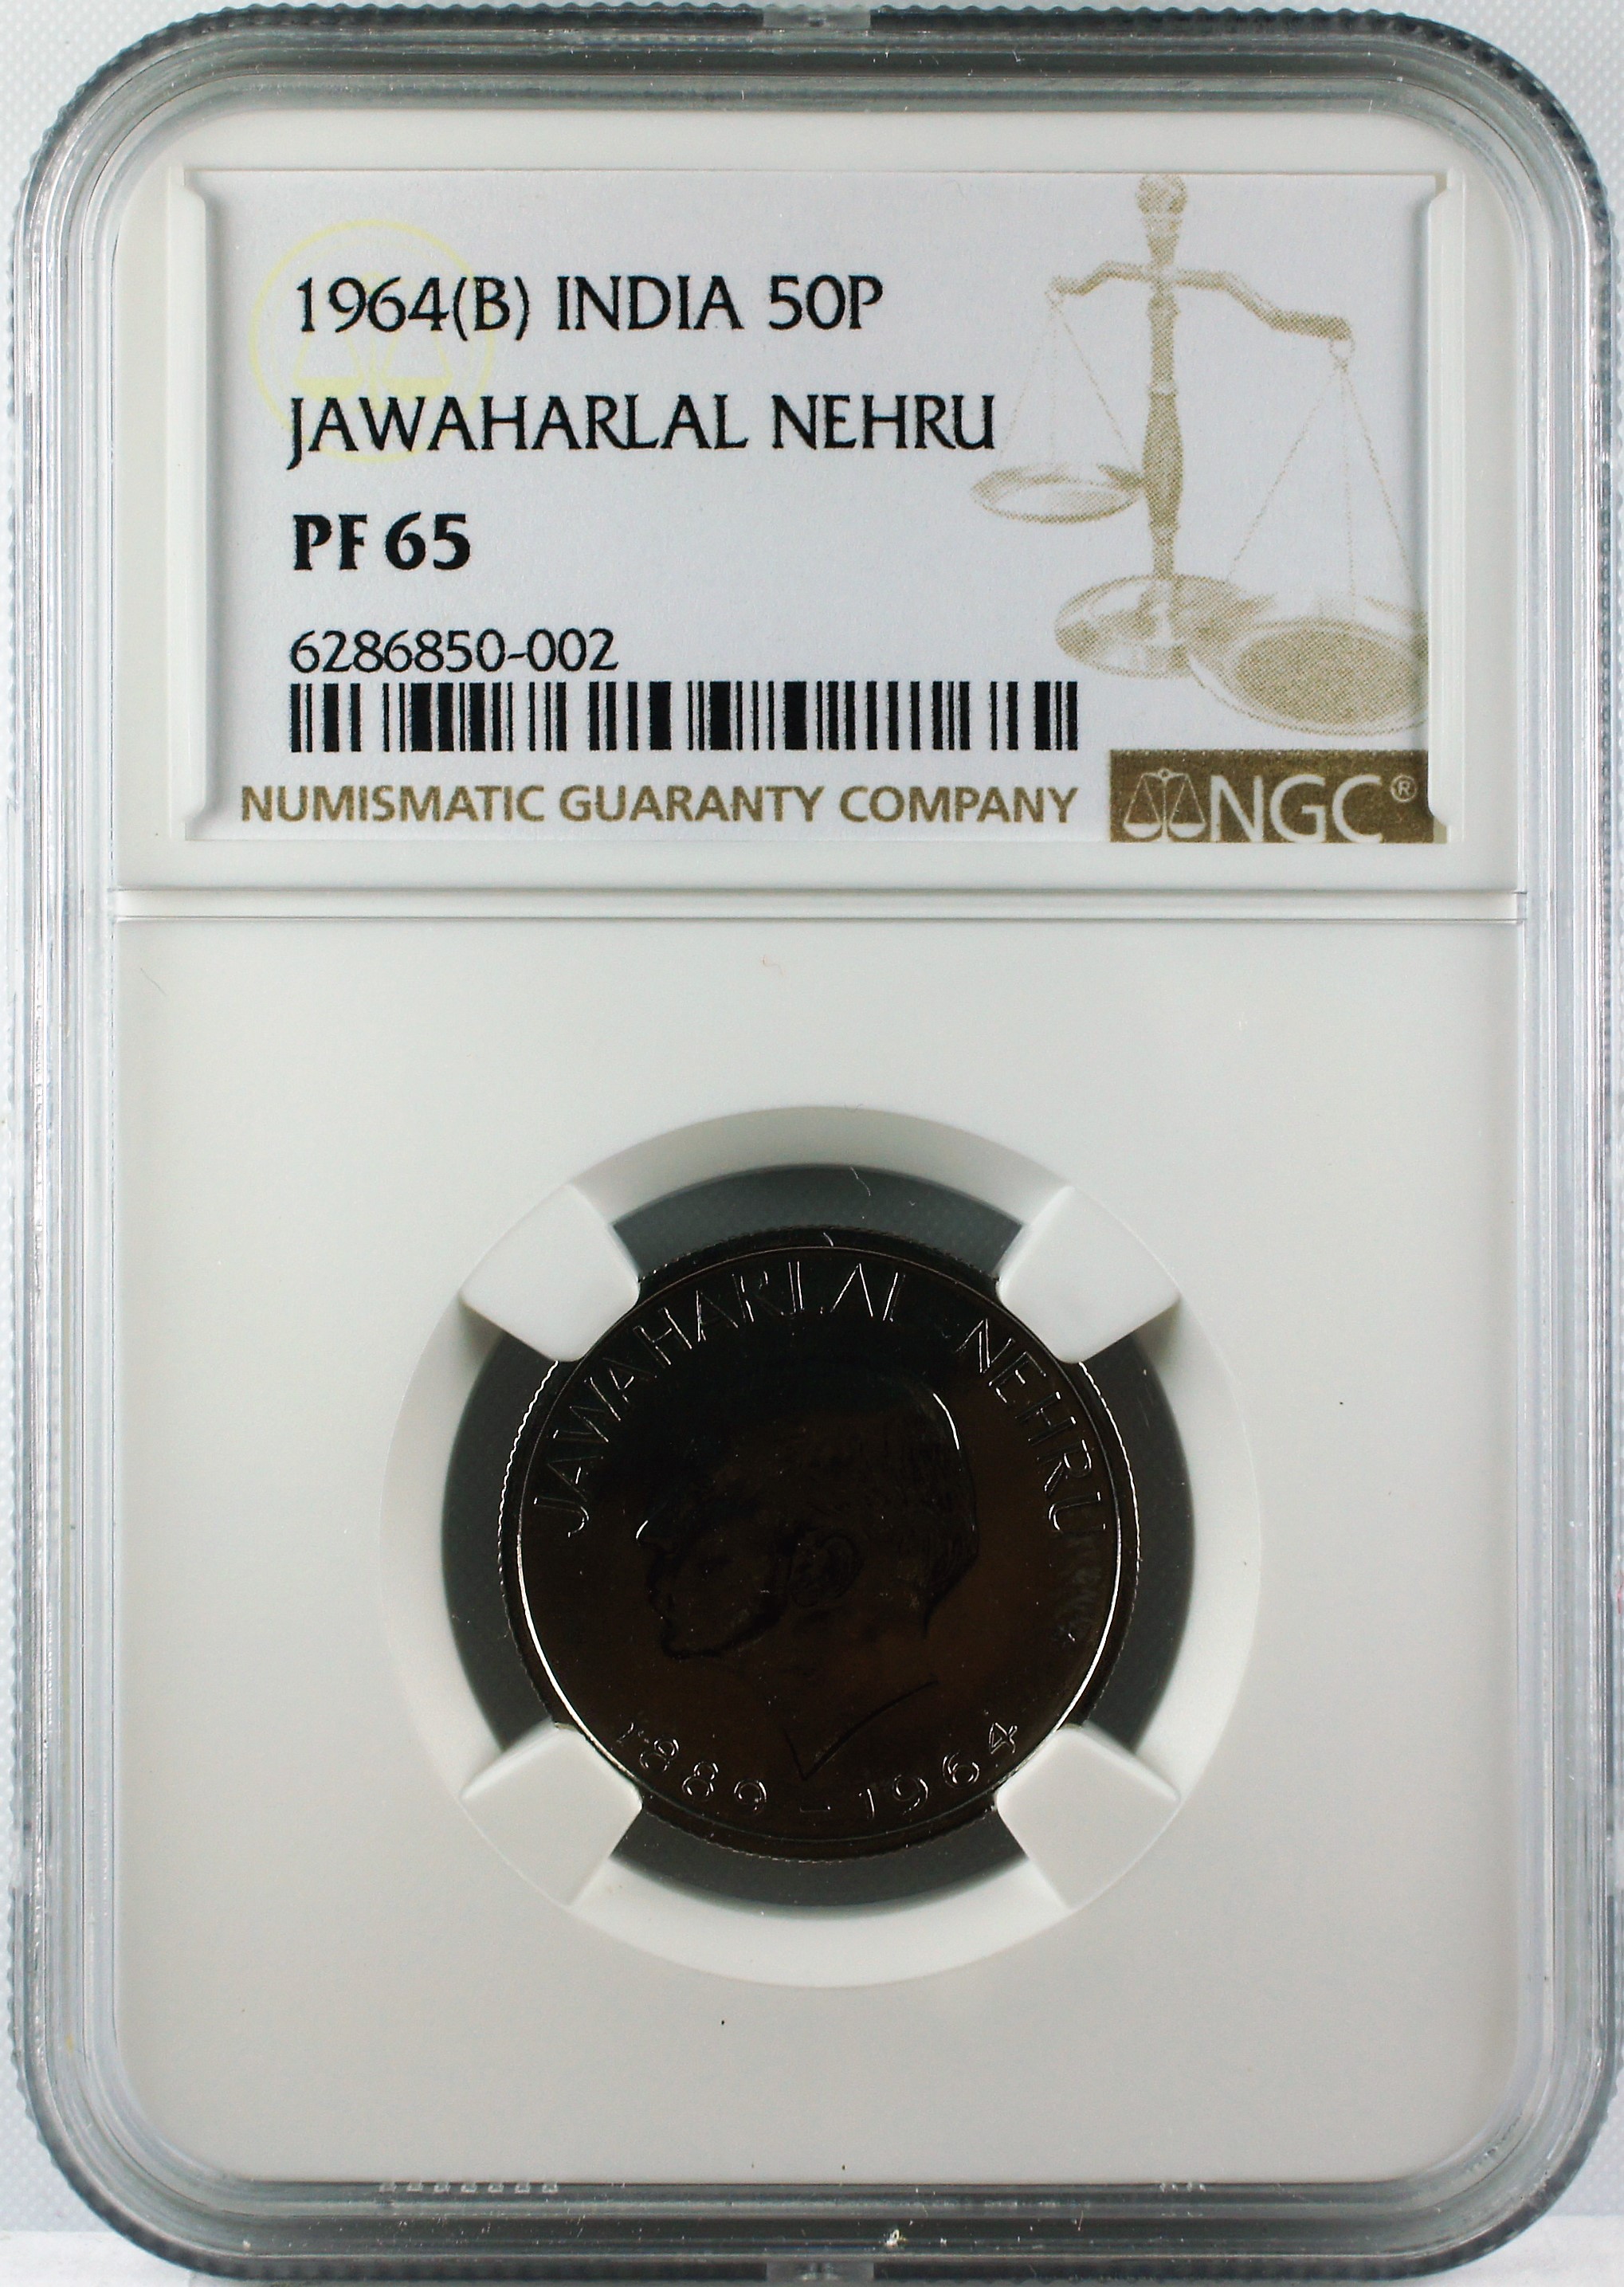 1964(B) INDIA 50P
JAWAHARLAL NEHRU
PF 65
6286850-002
NUMISMATIC GUARANTY COMPANY
NGC®
JAWAHARLAL NEHRU
1889-1964